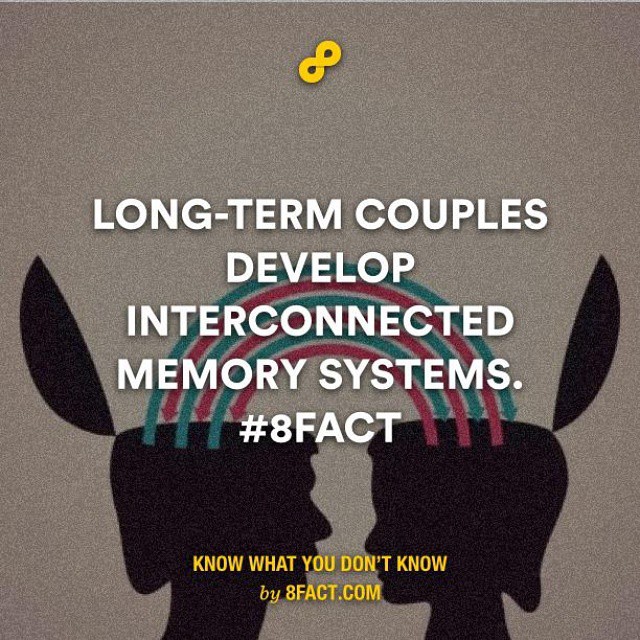 LONG-TERM COUPLES
DEVELOP
INTERCONNECTED
MEMORY SYSTEMS.
#8FACT
KNOW WHAT YOU DON'T KNOW
by 8FACT.COM